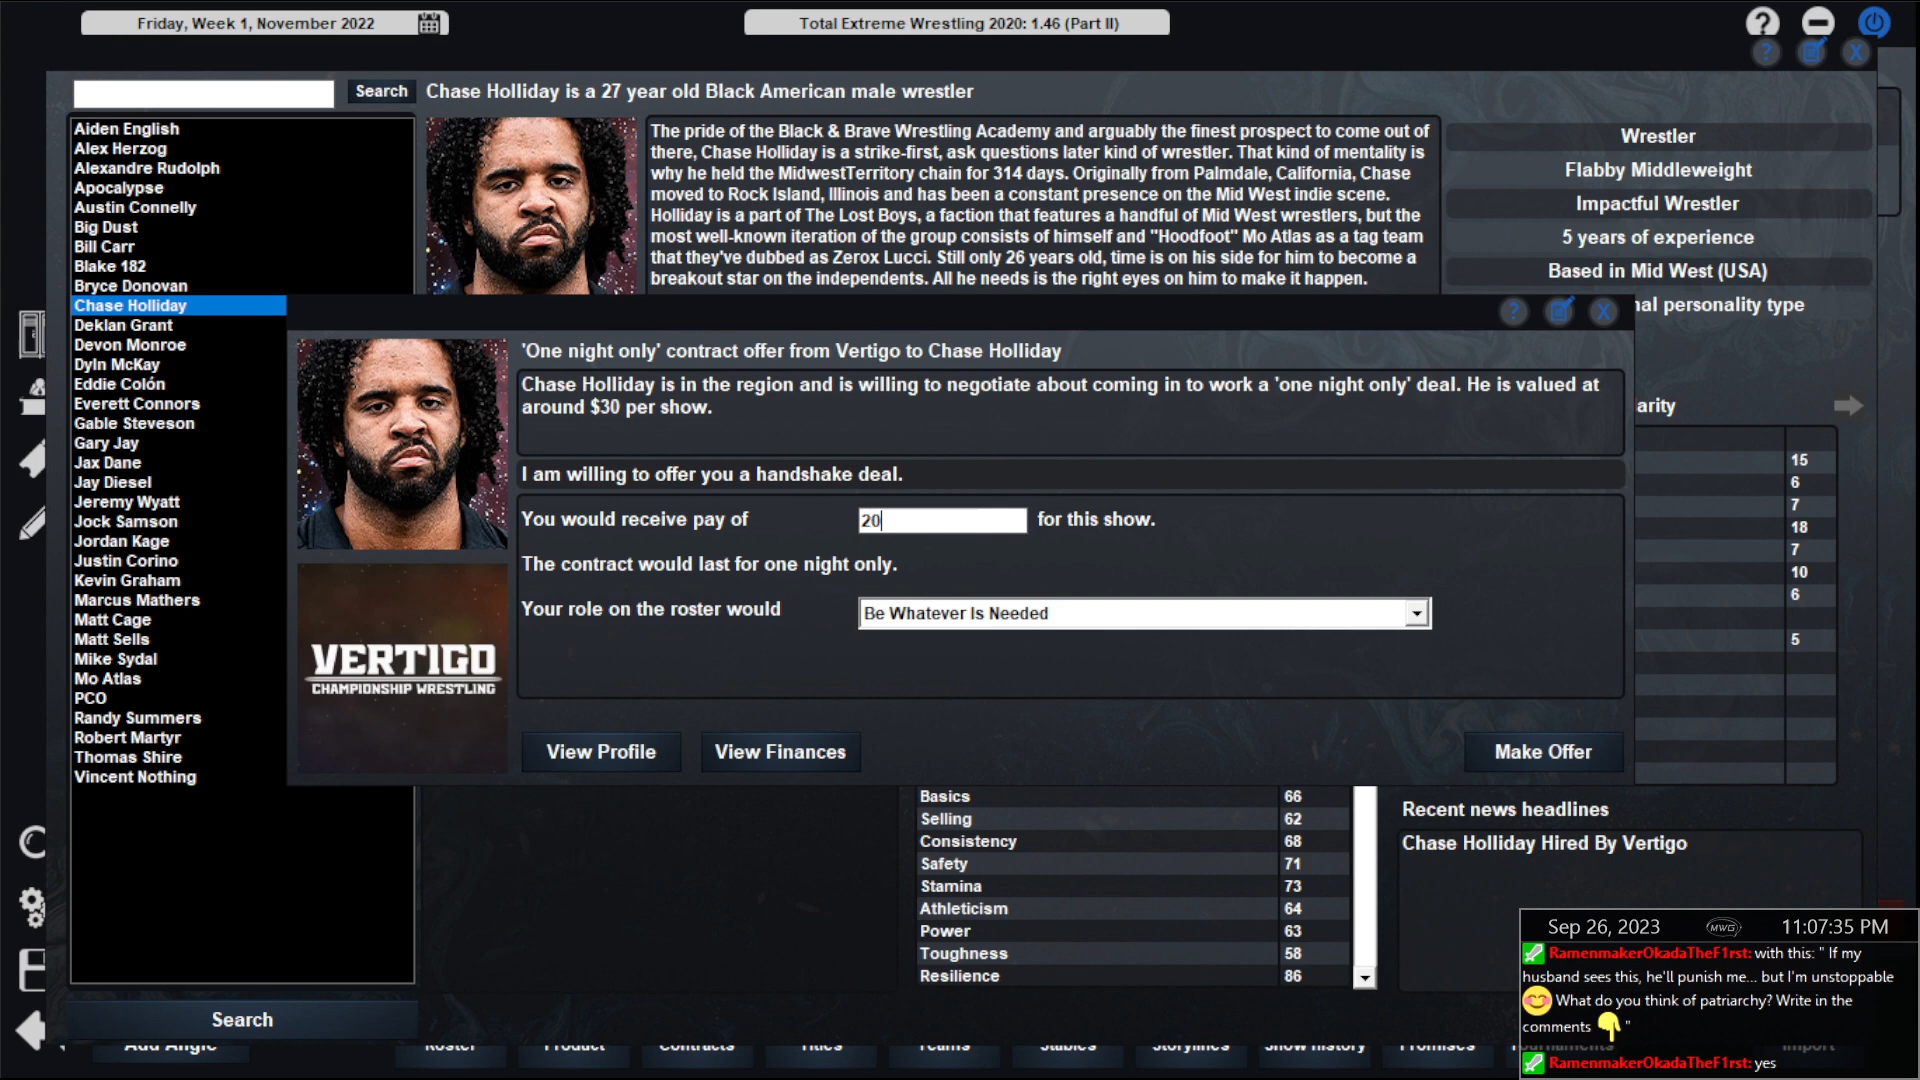 Friday, Week 1, November 2022
Total Extreme Wrestling 2020: 1.46 (Part II)
Search
Chase Holliday is a 27 year old Black American male wrestler
Aiden English
Alex Herzog
Alexandre Rudolph
Apocalypse
Austin Connelly
Big Dust
Bill Carr
Blake 182
Bryce Donovan
Chase Holliday
Deklan Grant
Devon Monroe
Dyln McKay
Eddie Colón
Everett Connors
Gable Steveson
Gary Jay
Jax Dane
Jay Diesel
Jeremy Wyatt
Jock Samson
Jordan Kage
Justin Corino
Kevin Graham
Marcus Mathers
Matt Cage
Matt Sells
Mike Sydal
Mo Atlas
PCO
Randy Summers
Robert Martyr
Thomas Shire
Vincent Nothing
Search
The pride of the Black & Brave Wrestling Academy and arguably the finest prospect to come out of
there, Chase Holliday is a strike-first, ask questions later kind of wrestler. That kind of mentality is
why he held the MidwestTerritory chain for 314 days. Originally from Palmdale, California, Chase
moved to Rock Island, Illinois and has been a constant presence on the Mid West indie scene.
Holliday is a part of The Lost Boys, a faction that features a handful of Mid West wrestlers, but the
most well-known iteration of the group consists of himself and "Hoodfoot" Mo Atlas as a tag team
that they've dubbed as Zerox Lucci. Still only 26 years old, time is on his side for him to become a
breakout star on the independents. All he needs is the right eyes on him to make it happen.
Wrestler
Flabby Middleweight
Impactful Wrestler
5 years of experience
Based in Mid West (USA)
nal personality type
arity
15
6
7
18
7
10
6
5
'One night only' contract offer from Vertigo to Chase Holliday
Chase Holliday is in the region and is willing to negotiate about coming in to work a 'one night only' deal. He is valued at
around $30 per show.
I am willing to offer you a handshake deal.
You would receive pay of 20 for this show.
The contract would last for one night only.
Your role on the roster would Be Whatever Is Needed
VERTIGO
CHAMPIONSHIP WRESTLING
View Profile View Finances Make Offer
Basics 66
Selling 62
Consistency 68
Safety 71
Stamina 73
Athleticism 64
Power 63
Toughness 58
Resilience 86
Recent news headlines
Chase Holliday Hired By Vertigo
Add Angle Roster Product Contracts Titles Teams Stables Storylines Show History Promises Tournaments Import
Sep 26, 2023 MWG 11:07:35 PM
RamenmakerOkadaTheF1rst: with this: " If my
husband sees this, he'll punish me... but I'm unstoppable
What do you think of patriarchy? Write in the
comments "
RamenmakerOkadaTheF1rst: yes